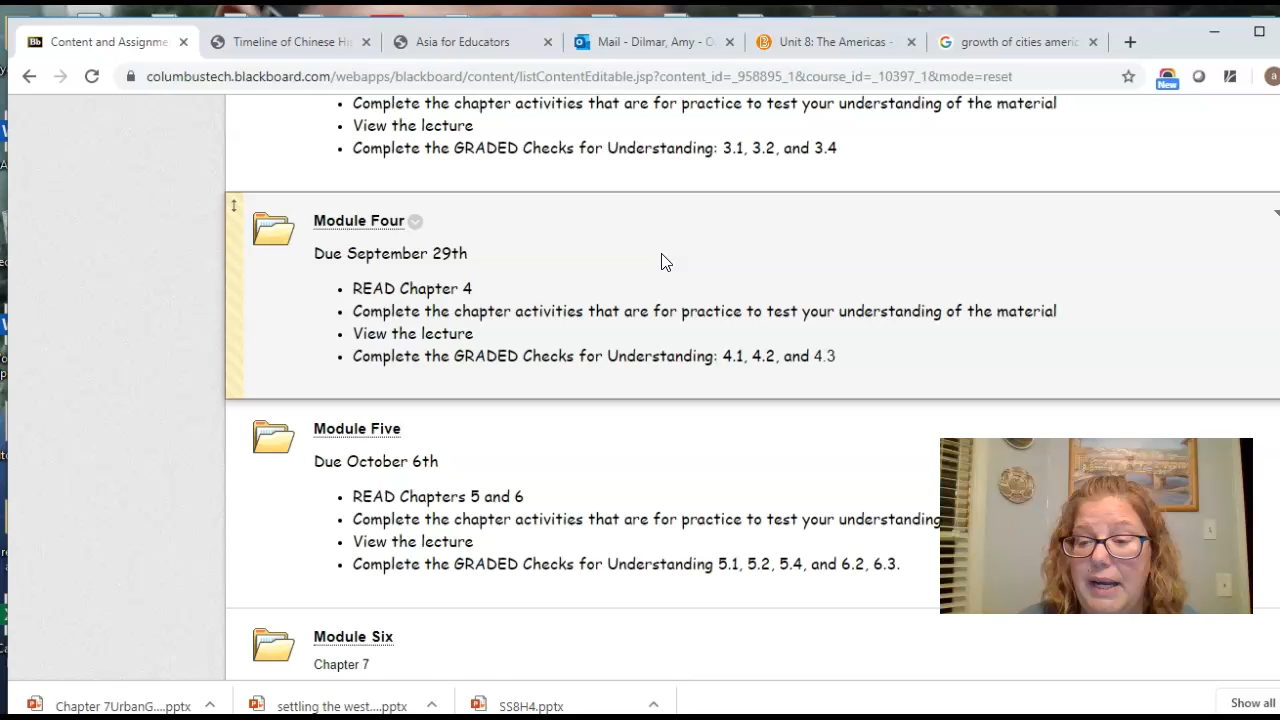 Bb Content and Assignme
Timeline of Chinese Hi
Asia for Educators
Mail - Dilmar, Amy - O
Unit 8: The Americas -
growth of cities americ
columbustech.blackboard.com/webapps/blackboard/content/listContentEditable.jsp?content_id=_958895_1&course_id=_10397_1&mode=reset
New
a
• Complete the chapter activities that are for practice to test your understanding of the material
• View the lecture
• Complete the GRADED Checks for Understanding: 3.1, 3.2, and 3.4
Module Four
Due September 29th
• READ Chapter 4
• Complete the chapter activities that are for practice to test your understanding of the material
• View the lecture
• Complete the GRADED Checks for Understanding: 4.1, 4.2, and 4.3
Module Five
Due October 6th
• READ Chapters 5 and 6
• Complete the chapter activities that are for practice to test your understanding
• View the lecture
• Complete the GRADED Checks for Understanding 5.1, 5.2, 5.4, and 6.2, 6.3.
Module Six
Chapter 7
Chapter 7UrbanG....pptx
settling the west....pptx
SS8H4.pptx
Show all